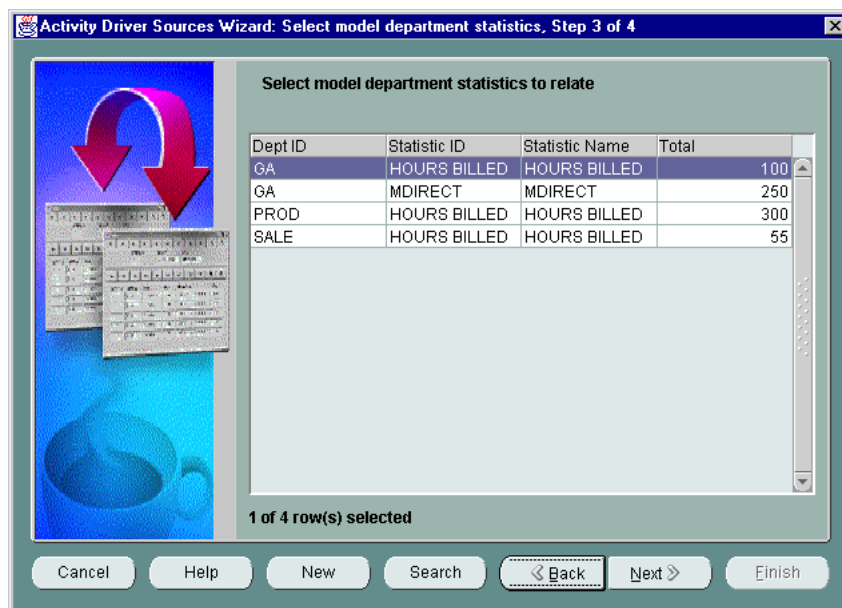 Activity Driver Sources Wizard: Select model department statistics, Step 3 of 4
Select model department statistics to relate
Dept ID Statistic ID Statistic Name Total
GA HOURS BILLED HOURS BILLED 100
GA MDIRECT MDIRECT 250
PROD HOURS BILLED HOURS BILLED 300
SALE HOURS BILLED HOURS BILLED 55
1 of 4 row(s) selected
Cancel Help New Search Back Next Finish